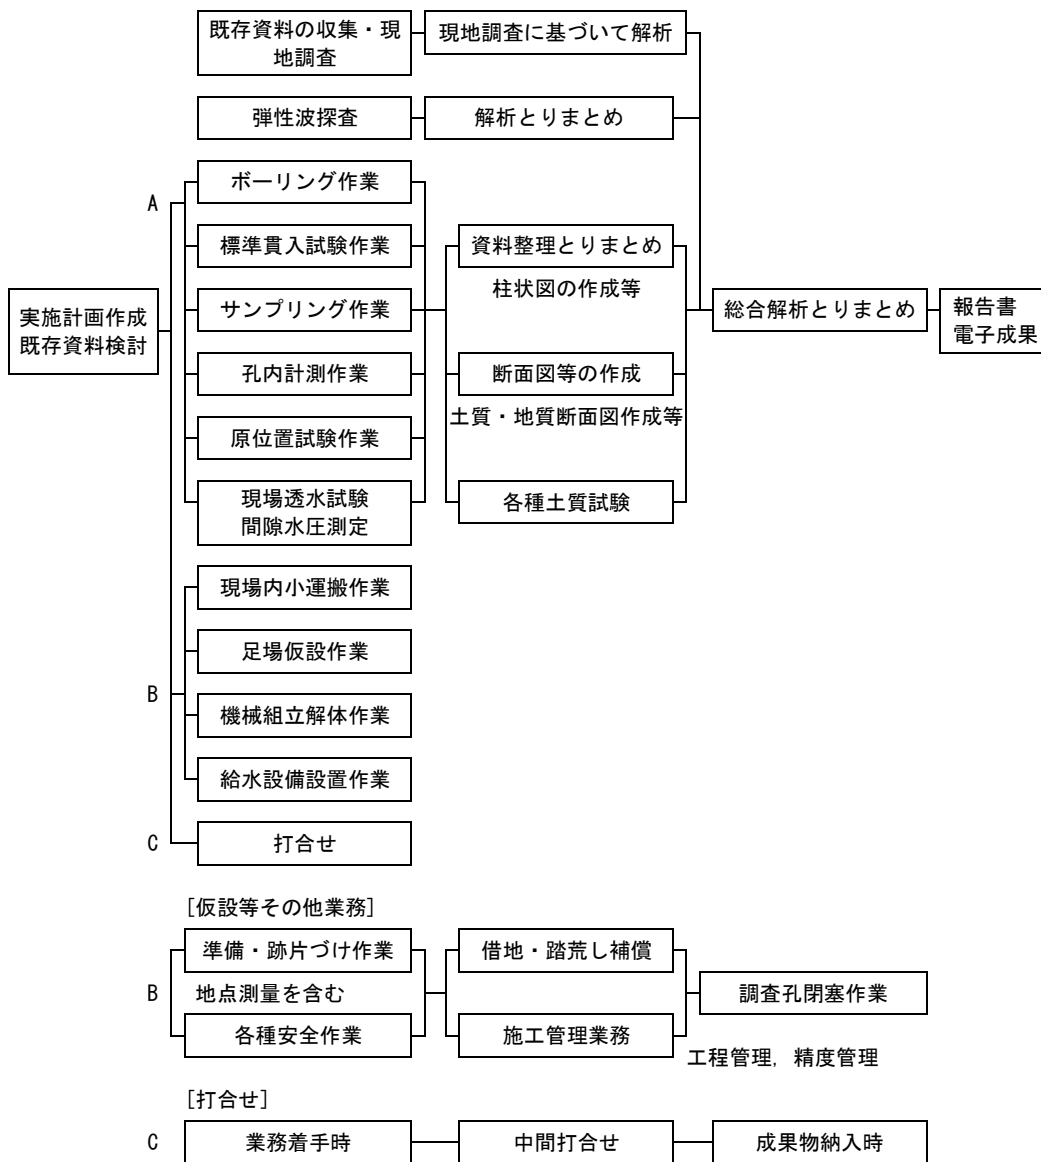 既存資料の収集・現
地調査
現地調査に基づいて解析
弾性波探査
解析とりまとめ
A
ボーリング作業
標準貫入試験作業
資料整理とりまとめ
柱状図の作成等
実施計画作成
既存資料検討
サンプリング作業
総合解析とりまとめ
報告書
電子成果
孔内計測作業
断面図等の作成
土質・地質断面図作成等
原位置試験作業
現場透水試験
間隙水圧測定
各種土質試験
現場内小運搬作業
足場仮設作業
B
機械組立解体作業
給水設備設置作業
C
打合せ
[仮設等その他業務]
準備・跡片づけ作業
借地・踏荒し補償
B
地点測量を含む
調査孔閉塞作業
各種安全作業
施工管理業務
工程管理, 精度管理
[打合せ]
C
業務着手時
中間打合せ
成果物納入時